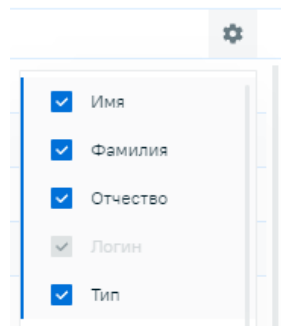 Имя
Фамилия
Отчество
Логин
Тип